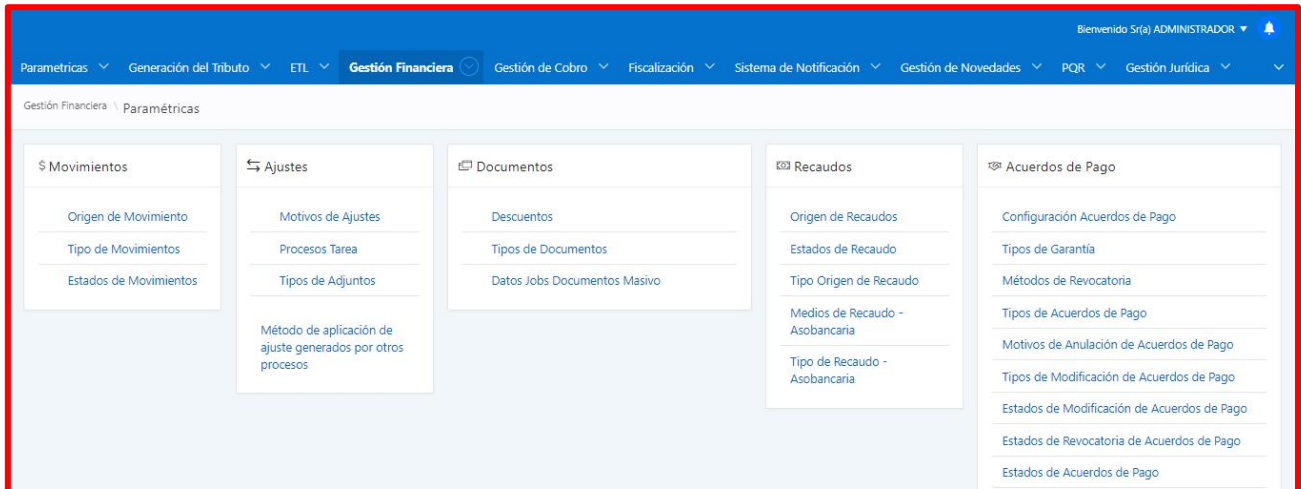 Bienvenido Sr(a) ADMINISTRADOR
Parametricas Generación del Tributo ETL Gestión Financiera Gestión de Cobro Fiscalización Sistema de Notificación Gestión de Novedades PQR Gestión Jurídica
Gestión Financiera \ Paramétricas
$ Movimientos
Origen de Movimiento
Tipo de Movimientos
Estados de Movimientos
Ajustes
Motivos de Ajustes
Procesos Tarea
Tipos de Adjuntos
Método de aplicación de
ajuste generados por otros
procesos
Documentos
Descuentos
Tipos de Documentos
Datos Jobs Documentos Masivo
Recaudos
Origen de Recaudos
Estados de Recaudo
Tipo Origen de Recaudo
Medios de Recaudo -
Asobancaria
Tipo de Recaudo -
Asobancaria
Acuerdos de Pago
Configuración Acuerdos de Pago
Tipos de Garantía
Métodos de Revocatoria
Tipos de Acuerdos de Pago
Motivos de Anulación de Acuerdos de Pago
Tipos de Modificación de Acuerdos de Pago
Estados de Modificación de Acuerdos de Pago
Estados de Revocatoria de Acuerdos de Pago
Estados de Acuerdos de Pago